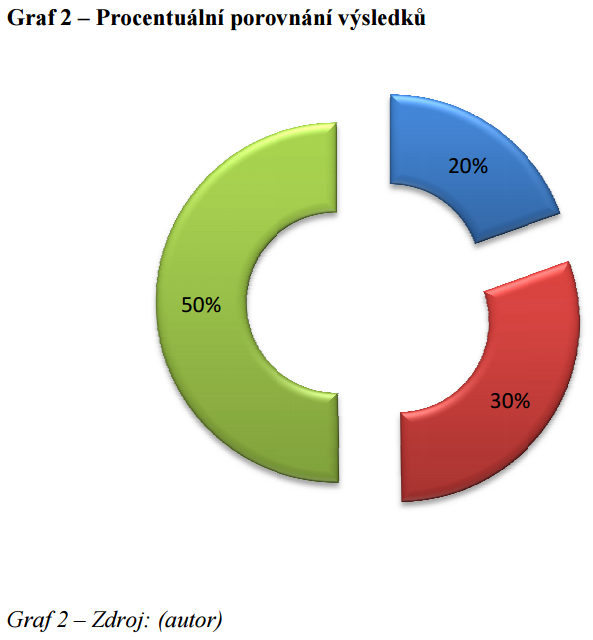 Graf 2 – Procentuální porovnání výsledků
20%
50%
30%
Graf 2 – Zdroj: (autor)